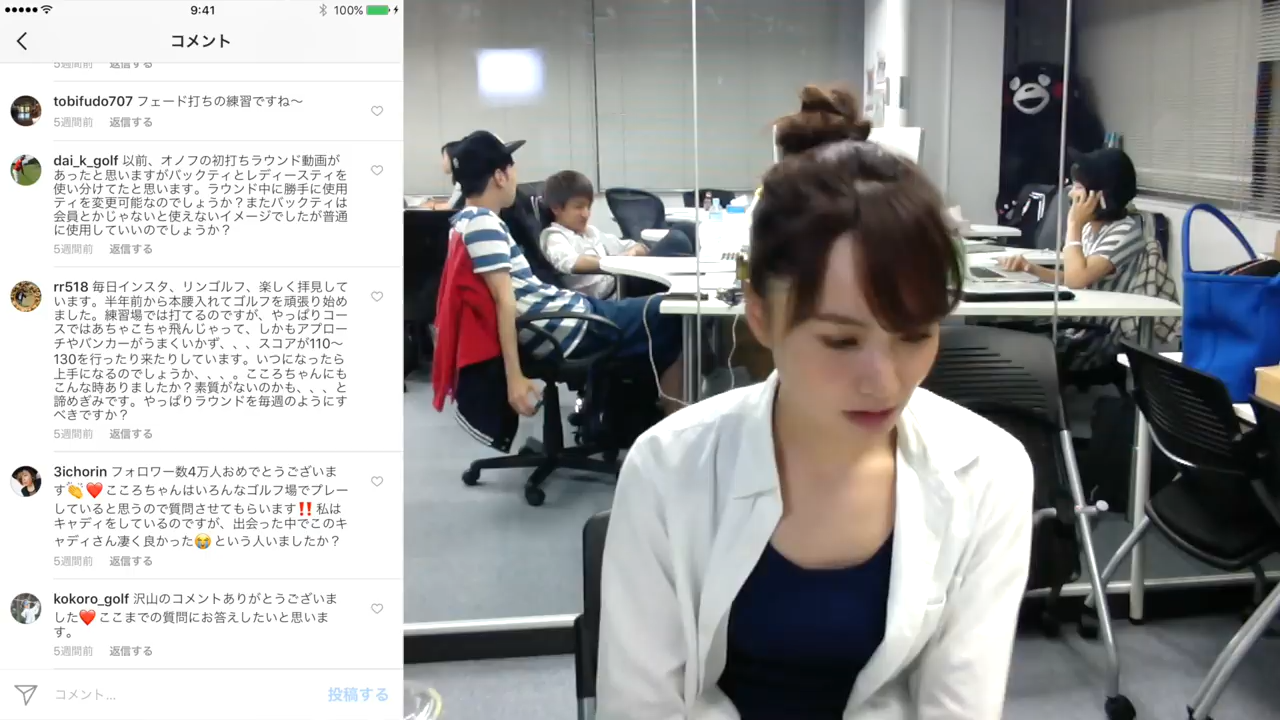 9:41
100%
コメント
5週間前 返信する
tobifudo707 フェード打ちの練習ですね〜
5週間前 返信する
dai_k_golf 以前、オノフの初打ちラウンド動画が
あったと思いますがバックティとレディースティを
使い分けてたと思います。ラウンド中に勝手に使用
ティを変更可能なのでしょうか？またバックティは
会員とかじゃないと使えないイメージでしたが普通
に使用していいのでしょうか？
5週間前 返信する
rr518 毎日インスタ、リンゴルフ、楽しく拝見して
います。半年前から本腰入れてゴルフを頑張り始め
ました。練習場では打てるのですが、やっぱりコー
スではあちゃこちゃ飛んじゃって、しかもアプロー
チやバンカーがうまくいかず、、、スコアが110〜
130を行ったり来たりしています。いつになったら
上手になるのでしょうか、、、。こころちゃんにも
こんな時ありましたか？素質がないのかも、、、と
諦めぎみです。やっぱりラウンドを毎週のようにす
べきですか？
5週間前 返信する
3ichorin フォロワー数4万人おめでとうございま
す👏❤️こころちゃんはいろんなゴルフ場でプレー
していると思うので質問させてもらいます‼️私は
キャディをしているのですが、出会った中でこのキ
ャディさん凄く良かった😭という人いましたか？
5週間前 返信する
kokoro_golf 沢山のコメントありがとうございま
した❤️ここまでの質問にお答えしたいと思いま
す。
5週間前 返信する
コメント... 投稿する